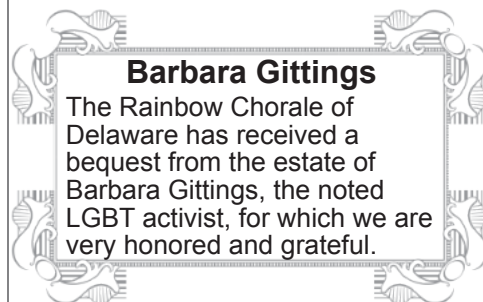 Barbara Gittings
The Rainbow Chorale of
Delaware has received a
bequest from the estate of
Barbara Gittings, the noted
LGBT activist, for which we are
very honored and grateful.